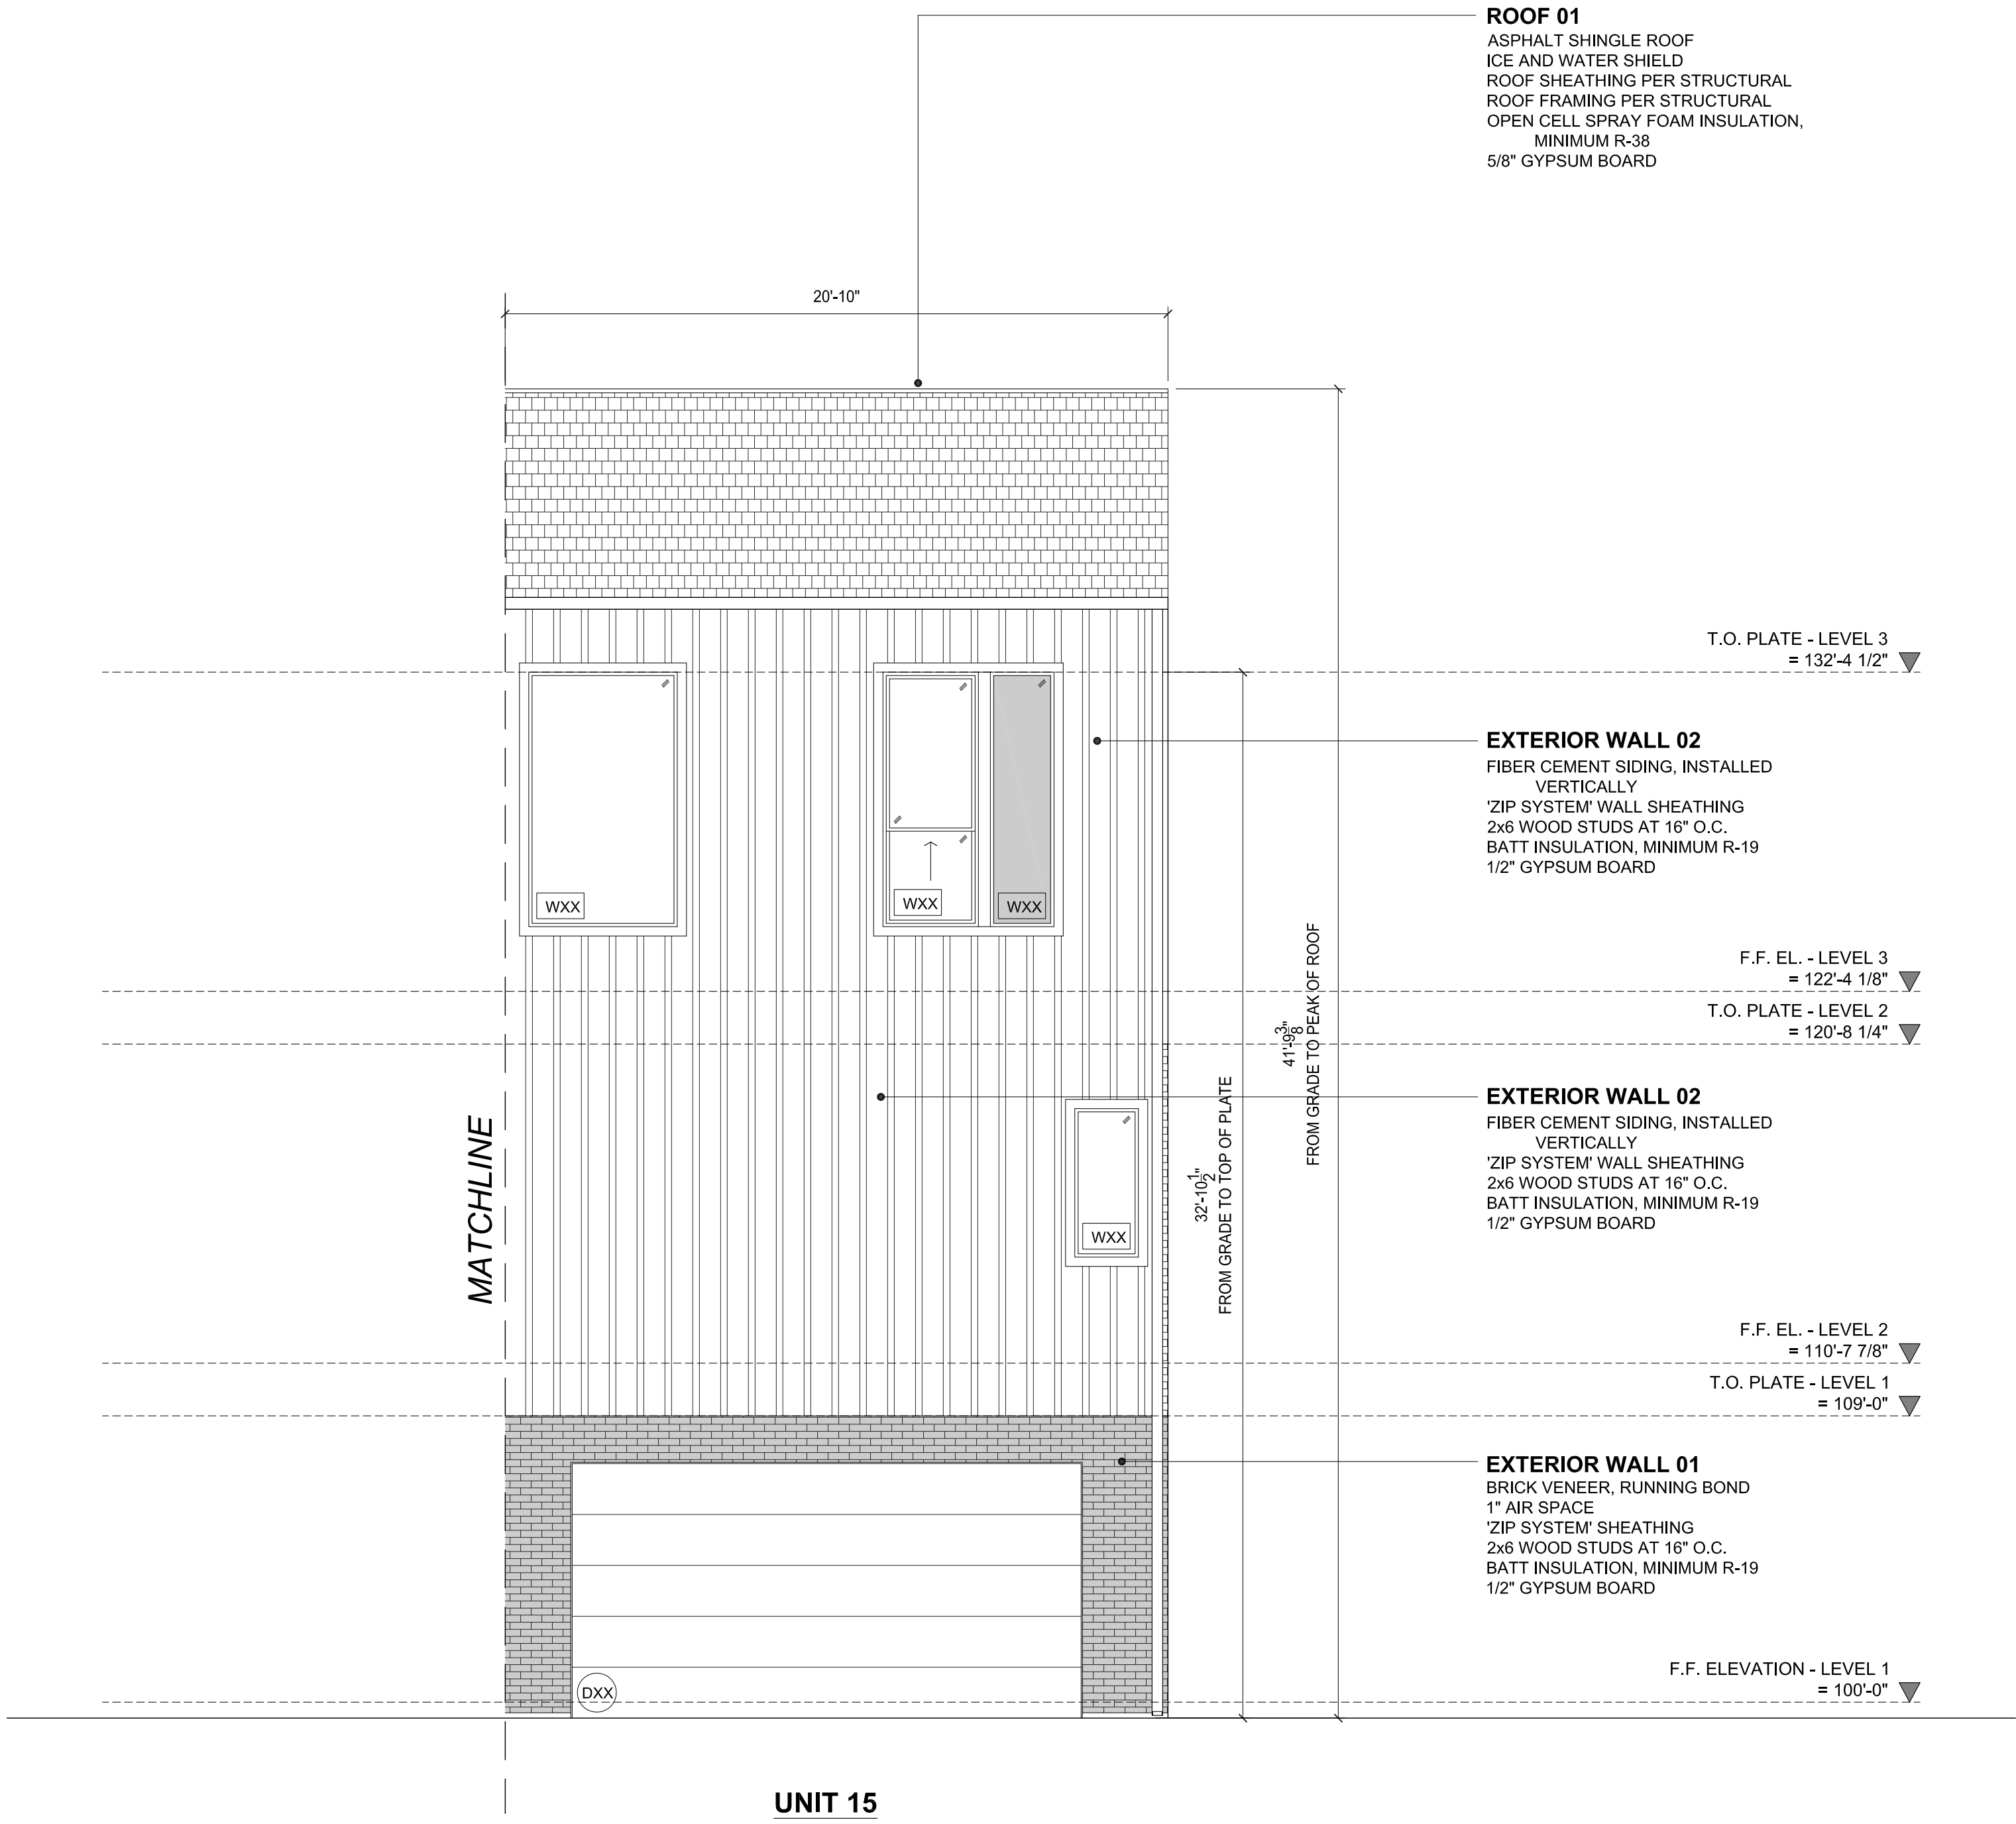 ROOF 01
ASPHALT SHINGLE ROOF
ICE AND WATER SHIELD
ROOF SHEATHING PER STRUCTURAL
ROOF FRAMING PER STRUCTURAL
OPEN CELL SPRAY FOAM INSULATION,
MINIMUM R-38
5/8" GYPSUM BOARD
20'-10"
T.O. PLATE - LEVEL 3
= 132'-4 1/2"
EXTERIOR WALL 02
FIBER CEMENT SIDING, INSTALLED
VERTICALLY
'ZIP SYSTEM' WALL SHEATHING
2x6 WOOD STUDS AT 16" O.C.
BATT INSULATION, MINIMUM R-19
1/2" GYPSUM BOARD
WXX
WXX
WXX
F.F. EL. - LEVEL 3
= 122'-4 1/8"
T.O. PLATE - LEVEL 2
= 120'-8 1/4"
41'-9 3/8"
FROM GRADE TO PEAK OF ROOF
32'-10 1/2"
FROM GRADE TO TOP OF PLATE
MATCHLINE
EXTERIOR WALL 02
FIBER CEMENT SIDING, INSTALLED
VERTICALLY
'ZIP SYSTEM' WALL SHEATHING
2x6 WOOD STUDS AT 16" O.C.
BATT INSULATION, MINIMUM R-19
1/2" GYPSUM BOARD
WXX
F.F. EL. - LEVEL 2
= 110'-7 7/8"
T.O. PLATE - LEVEL 1
= 109'-0"
EXTERIOR WALL 01
BRICK VENEER, RUNNING BOND
1" AIR SPACE
'ZIP SYSTEM' SHEATHING
2x6 WOOD STUDS AT 16" O.C.
BATT INSULATION, MINIMUM R-19
1/2" GYPSUM BOARD
F.F. ELEVATION - LEVEL 1
= 100'-0"
DXX
UNIT 15